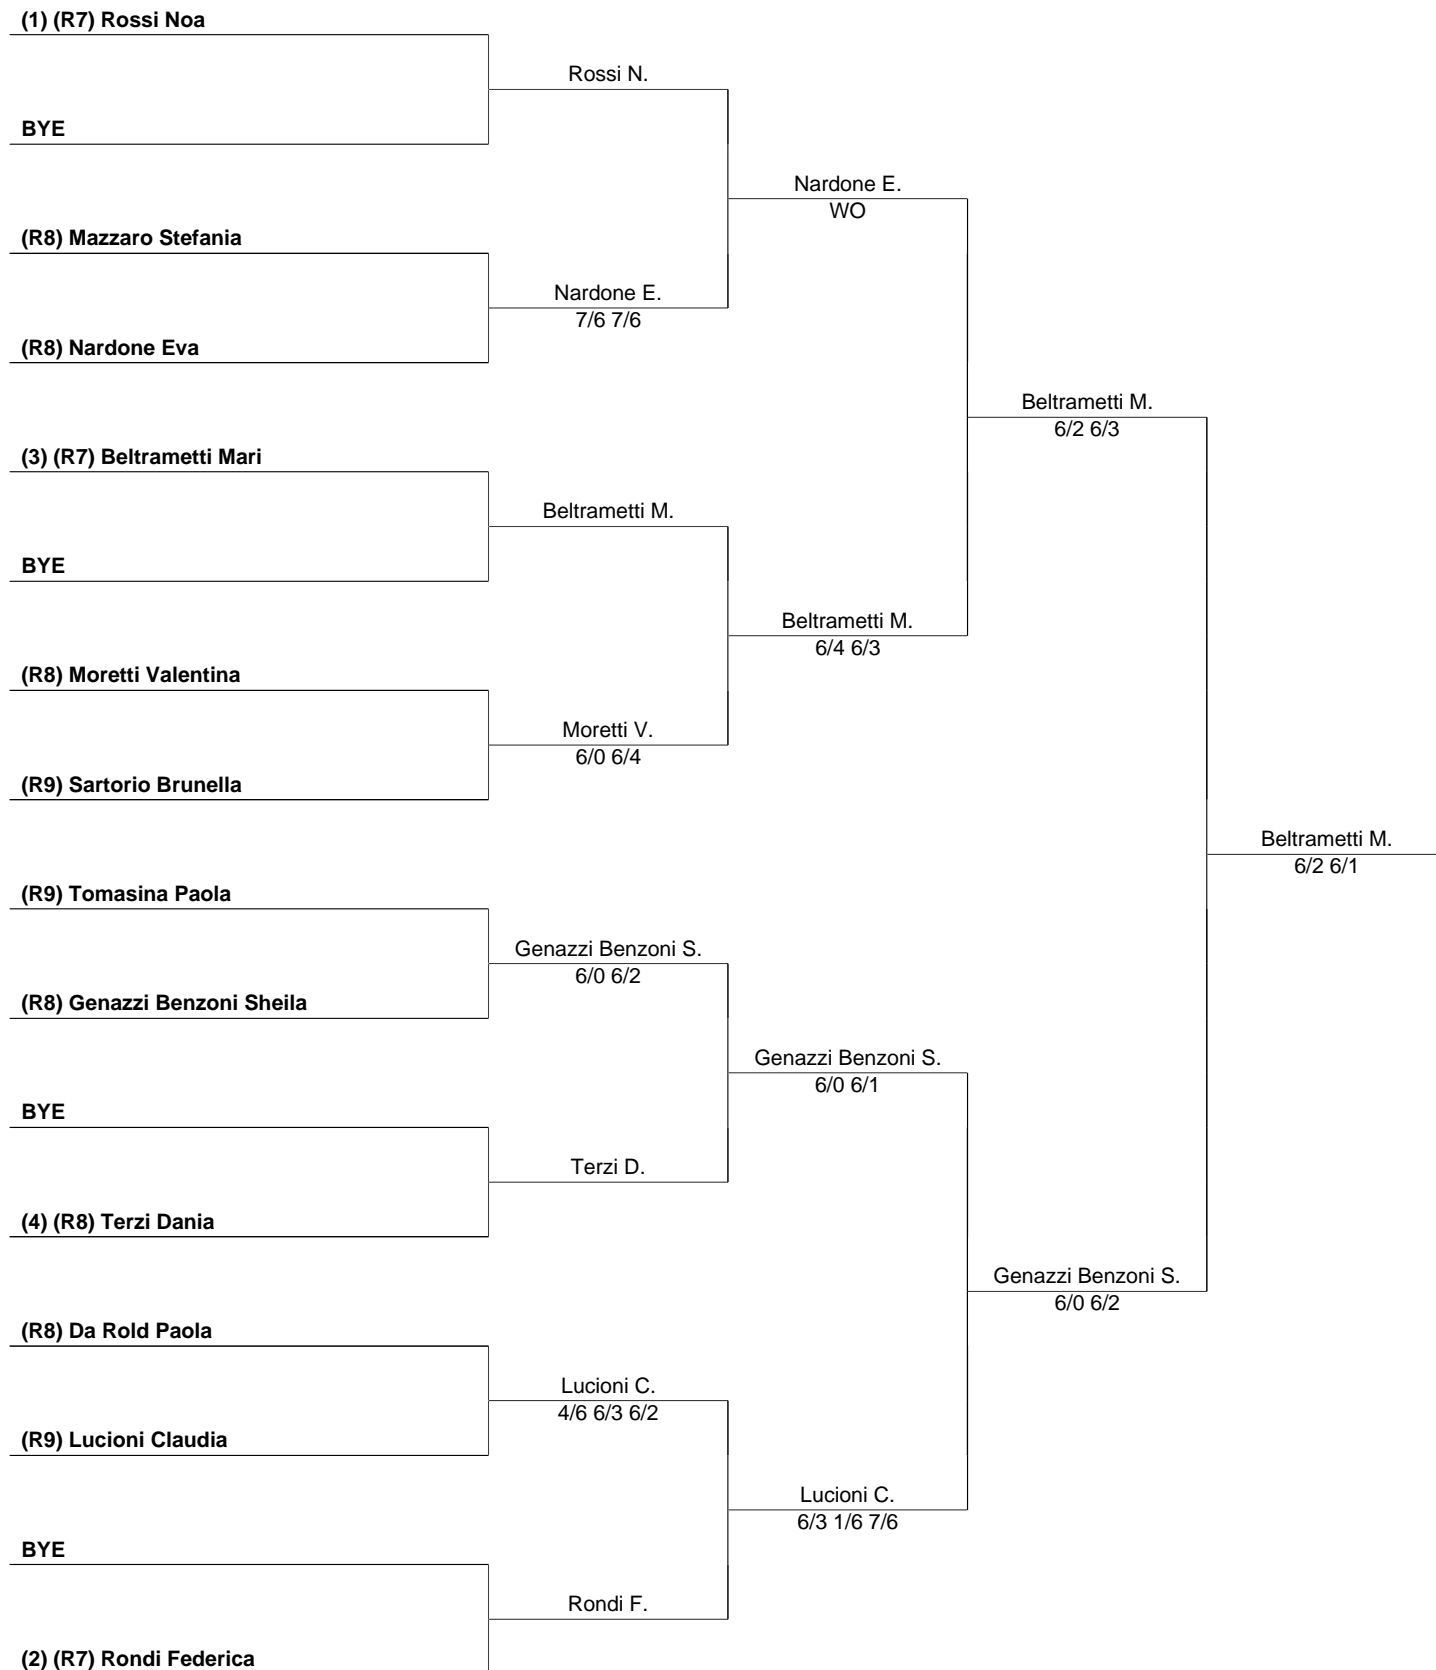 (1) (R7) Rossi Noa
Rossi N.
BYE
Nardone E.
WO
(R8) Mazzaro Stefania
Nardone E.
7/6 7/6
(R8) Nardone Eva
Beltrametti M.
6/2 6/3
(3) (R7) Beltrametti Mari
Beltrametti M.
BYE
Beltrametti M.
6/4 6/3
(R8) Moretti Valentina
Moretti V.
6/0 6/4
(R9) Sartorio Brunella
Beltrametti M.
6/2 6/1
(R9) Tomasina Paola
Genazzi Benzoni S.
6/0 6/2
(R8) Genazzi Benzoni Sheila
Genazzi Benzoni S.
6/0 6/1
BYE
Terzi D.
(4) (R8) Terzi Dania
Genazzi Benzoni S.
6/0 6/2
(R8) Da Rold Paola
Lucioni C.
4/6 6/3 6/2
(R9) Lucioni Claudia
Lucioni C.
6/3 1/6 7/6
BYE
Rondi F.
(2) (R7) Rondi Federica